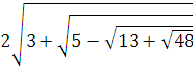 2√(3 + √(5 − √(13 + √48)))